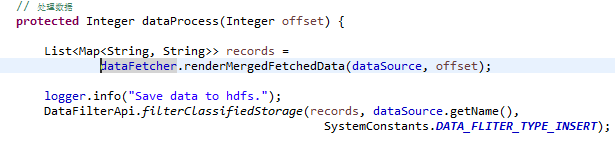 // 处理数据
protected Integer dataProcess(Integer offset) {
List<Map<String, String>> records =
dataFetcher.renderMergedFetchedData(dataSource, offset);
logger.info("Save data to hdfs.");
DataFilterApi.filterClassifiedStorage(records, dataSource.getName(),
SystemConstants.DATA_FLITER_TYPE_INSERT);